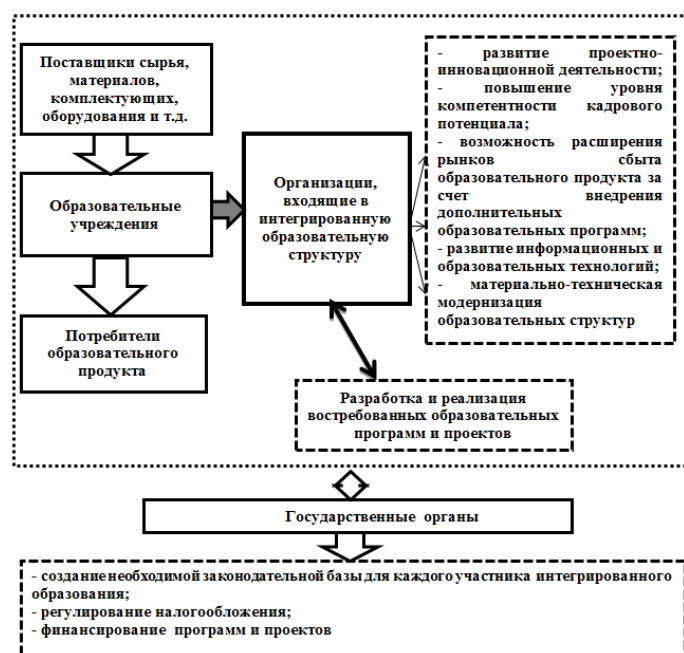 Поставщики сырья,
материалов,
комплектующих,
оборудования и т.д.
Образовательные
учреждения
Потребители
образовательного
продукта
Организации,
входящие в
интегрированную
образовательную
структуру
- развитие проектно-
инновационной деятельности;
- повышение уровня
компетентности кадрового
потенциала;
- возможность расширения
рынков сбыта
образовательного продукта за
счет внедрения
дополнительных
образовательных программ;
- развитие информационных и
образовательных технологий;
- материально-техническая
модернизация
образовательных структур
Разработка и реализация
востребованных образовательных
программ и проектов
Государственные органы
- создание необходимой законодательной базы для каждого участника интегрированного
образования;
- регулирование налогообложения;
- финансирование программ и проектов